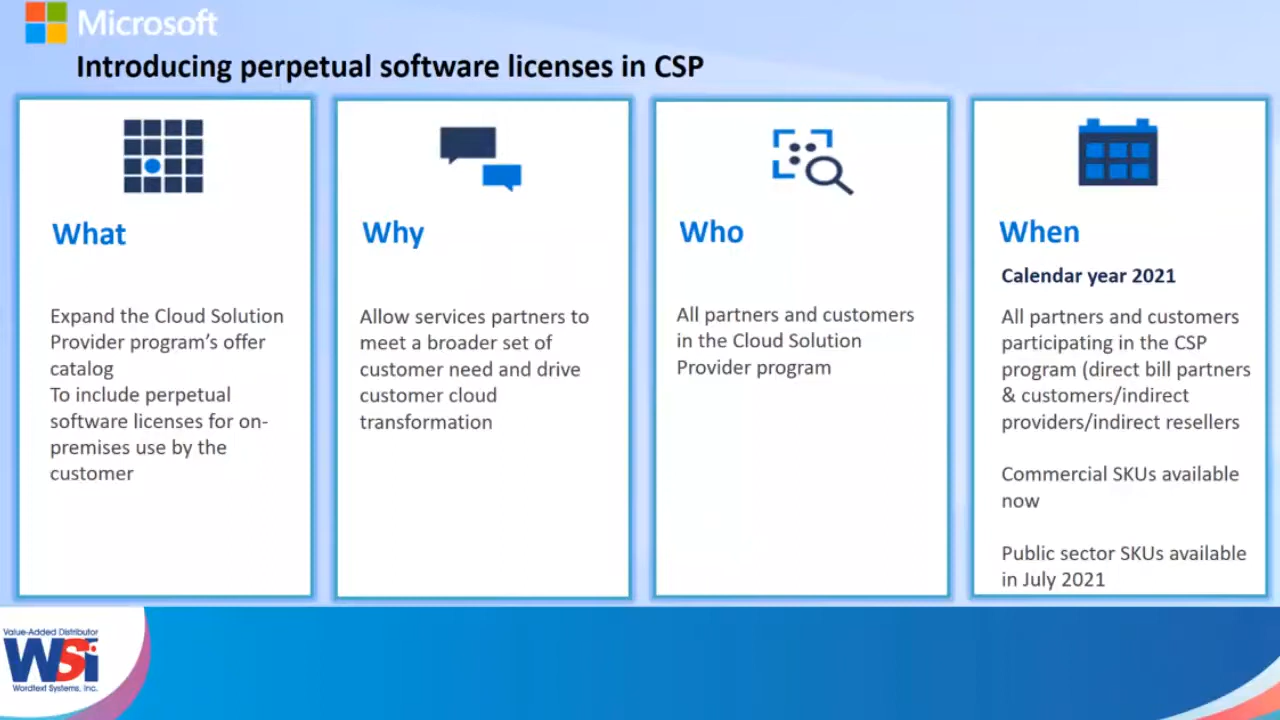 Microsoft
Introducing perpetual software licenses in CSP
What
Expand the Cloud Solution
Provider program's offer
catalog
To include perpetual
software licenses for on-
premises use by the
customer
Why
Allow services partners to
meet a broader set of
customer need and drive
customer cloud
transformation
Who
All partners and customers
in the Cloud Solution
Provider program
When
Calendar year 2021
All partners and customers
participating in the CSP
program (direct bill partners
& customers/indirect
providers/indirect resellers
Commercial SKUs available
now
Public sector SKUs available
in July 2021
Value-Added Distributor
WSi
Wordtext Systems, Inc.